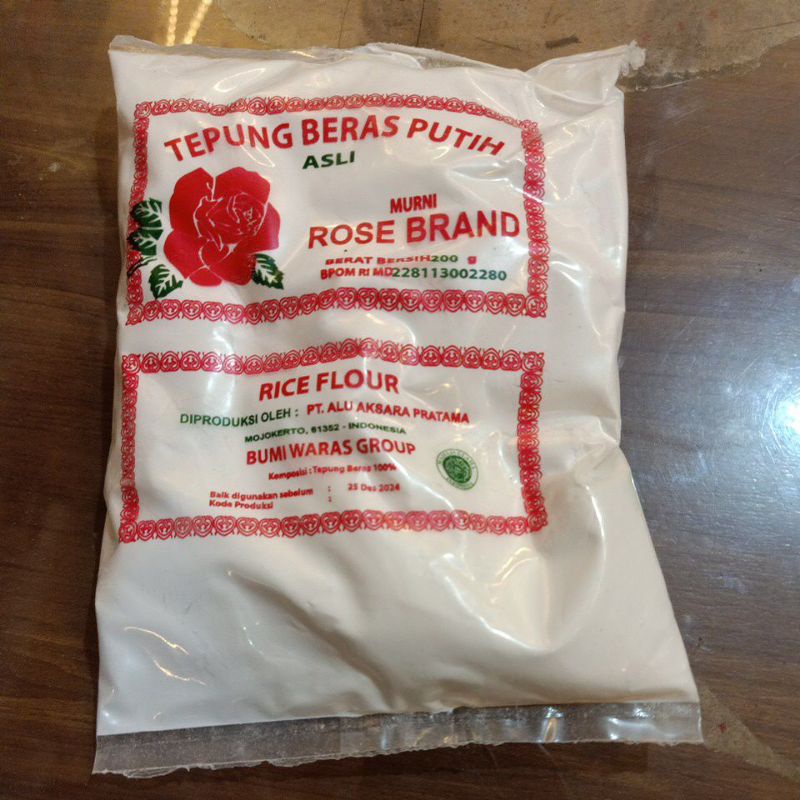 TEPUNG BERAS PUTIH
ASLI
MURNI
ROSE BRAND
BERAT BERSIH200 g
BPOM RI MD228113002280
RICE FLOUR
DIPRODUKSI OLEH : PT. ALU AKSARA PRATAMA
MOJOKERTO, 61352 - INDONESIA
BUMI WARAS GROUP
Komposisi : Tepung Beras 100%
Baik digunakan sebelum : 25 Des 2024
Kode Produksi :